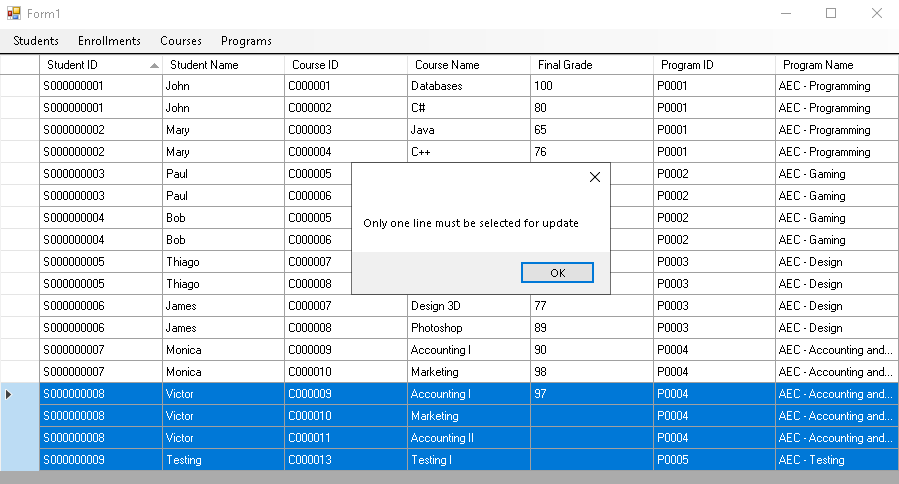 Form1
Students Enrollments Courses Programs
Student ID Student Name Course ID Course Name Final Grade Program ID Program Name
S000000001 John C000001 Databases 100 P0001 AEC - Programming
S000000001 John C000002 C# 80 P0001 AEC - Programming
S000000002 Mary C000003 Java 65 P0001 AEC - Programming
S000000002 Mary C000004 C++ 76 P0001 AEC - Programming
S000000003 Paul C000005 P0002 AEC - Gaming
S000000003 Paul C000006 P0002 AEC - Gaming
S000000004 Bob C000005 P0002 AEC - Gaming
S000000004 Bob C000006 P0002 AEC - Gaming
S000000005 Thiago C000007 P0003 AEC - Design
S000000005 Thiago C000008 P0003 AEC - Design
S000000006 James C000007 Design 3D 77 P0003 AEC - Design
S000000006 James C000008 Photoshop 89 P0003 AEC - Design
S000000007 Monica C000009 Accounting I 90 P0004 AEC - Accounting and...
S000000007 Monica C000010 Marketing 98 P0004 AEC - Accounting and...
S000000008 Victor C000009 Accounting I 97 P0004 AEC - Accounting and...
S000000008 Victor C000010 Marketing P0004 AEC - Accounting and...
S000000008 Victor C000011 Accounting II P0004 AEC - Accounting and...
S000000009 Testing C000013 Testing I P0005 AEC - Testing
Only one line must be selected for update
OK